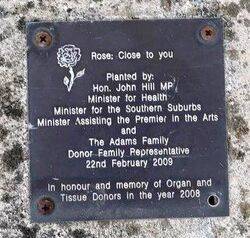 Rose: Close to you
Planted by:
Hon. John Hill MP
Minister for Health
Minister for the Southern Suburbs
Minister Assisting the Premier in the Arts
and
The Adams Family
Donor Family Representative
22nd February 2009
In honour and memory of Organ and
Tissue Donors in the year 2008